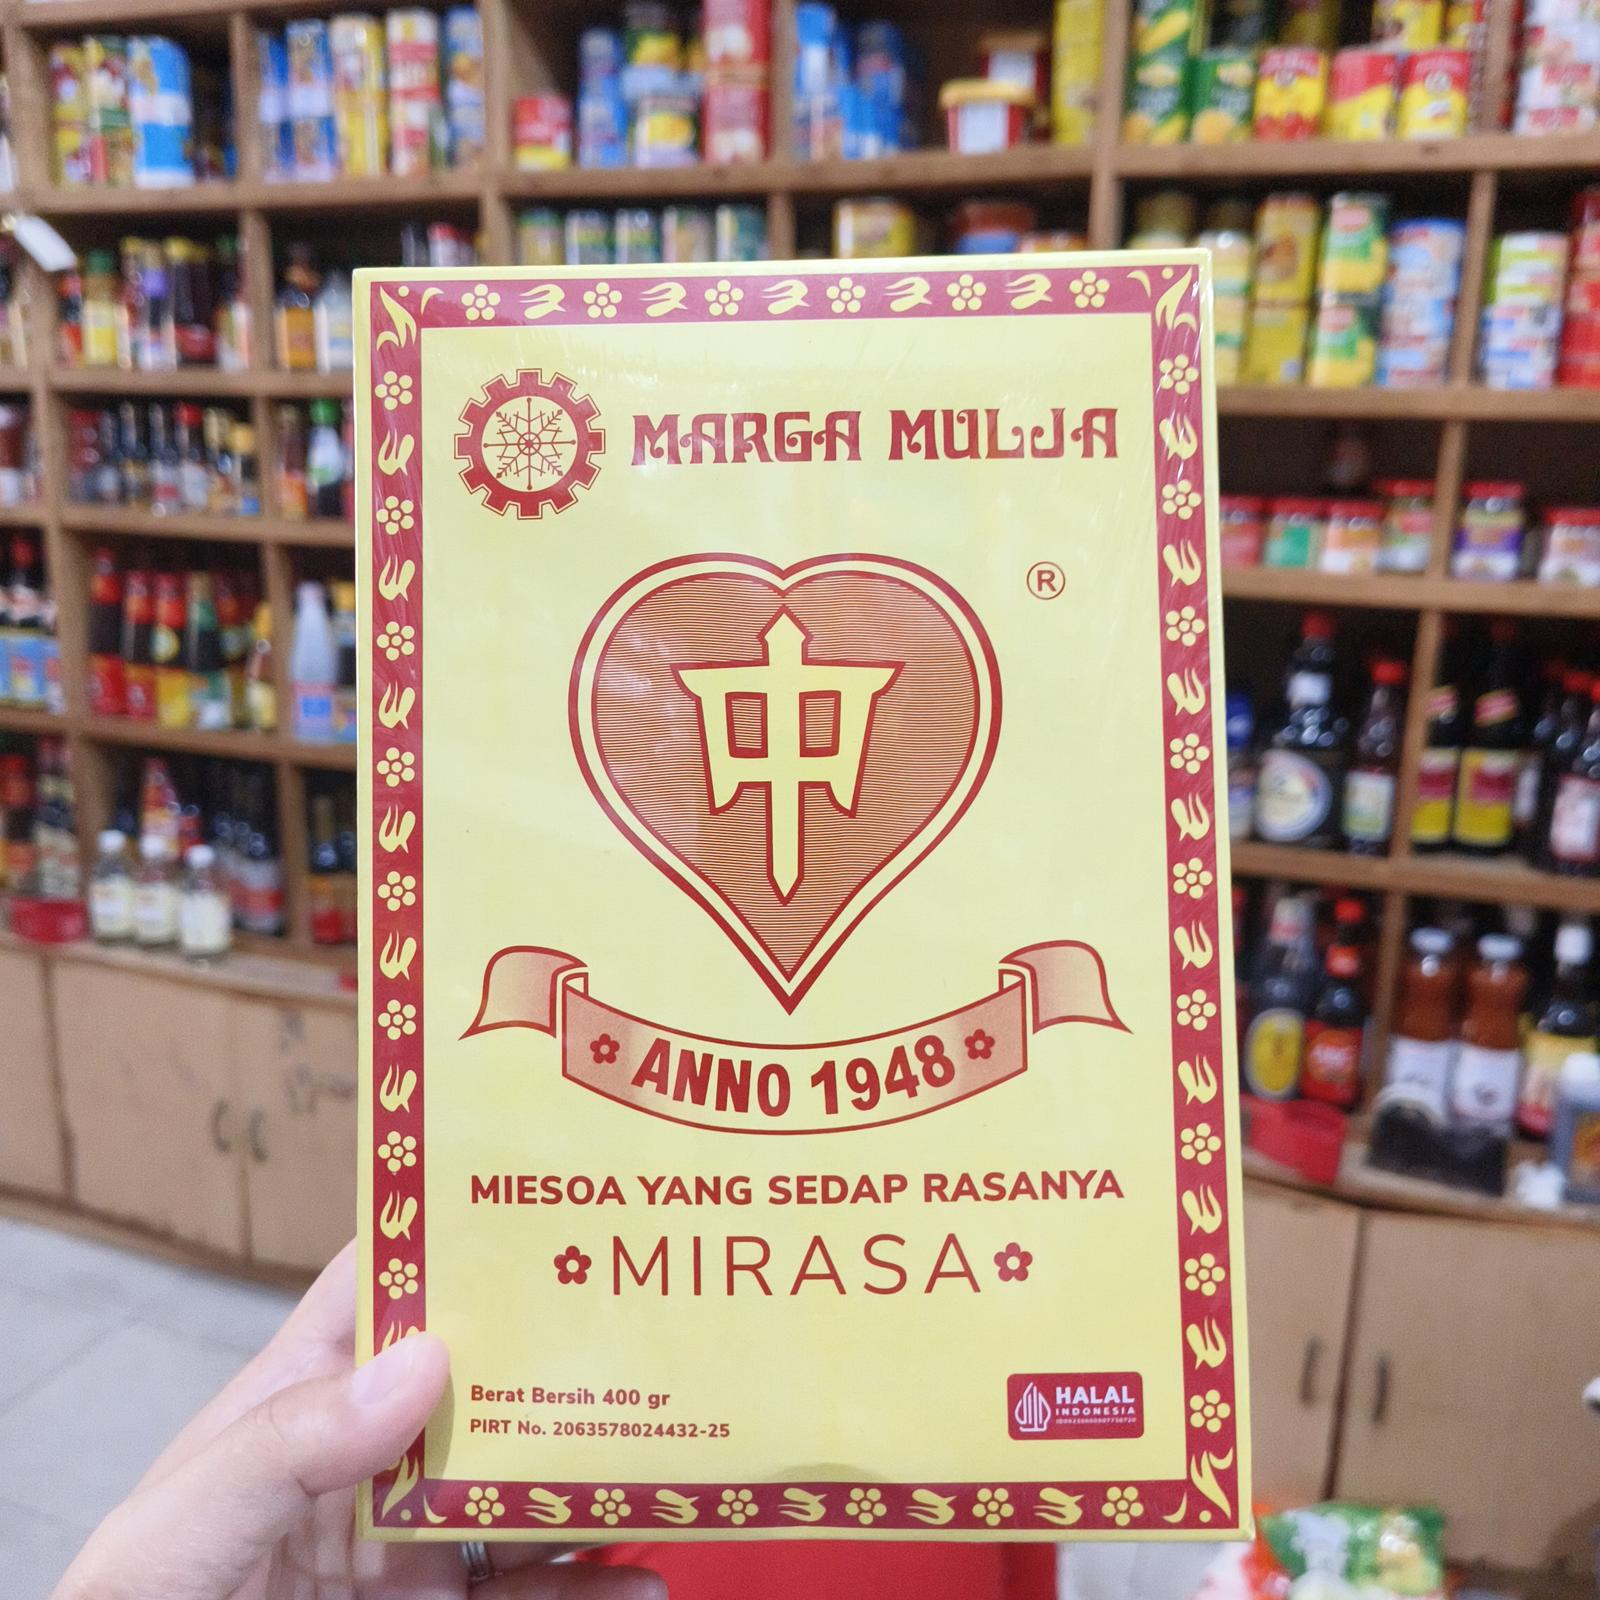 MARGA MULJA
®
中
ANNO 1948
MIESOA YANG SEDAP RASANYA
MIRASA
Berat Bersih 400 gr
PIRT No. 2063578024432-25
HALAL
INDONESIA